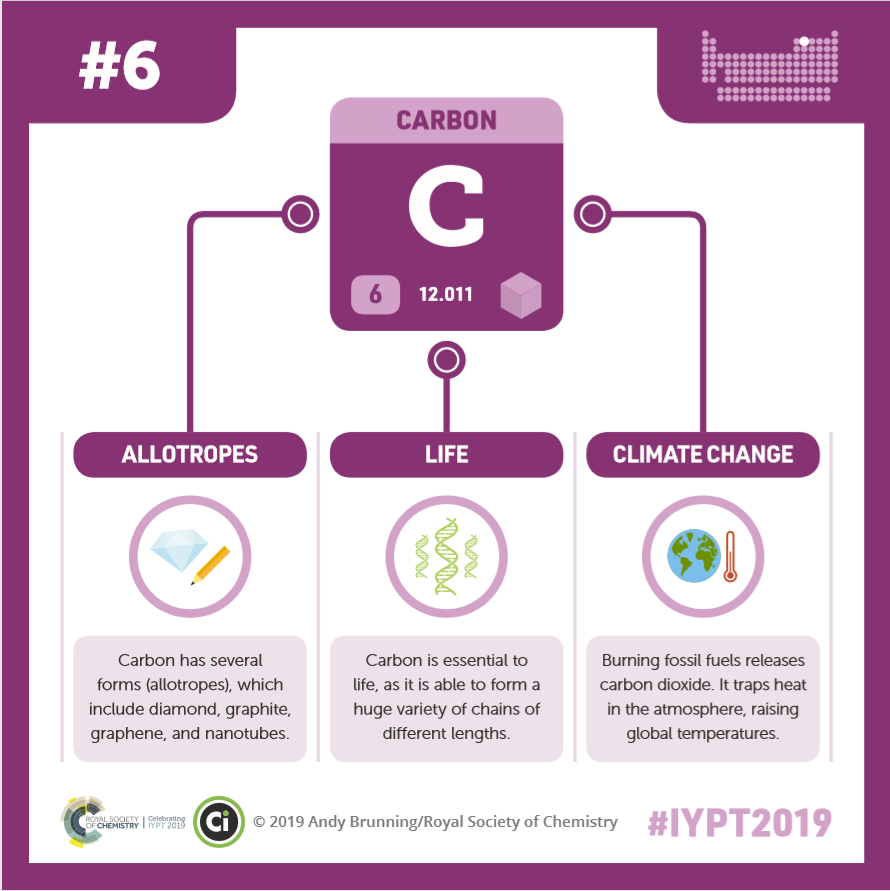 #6
CARBON
C
6 12.011
ALLOTROPES
Carbon has several
forms (allotropes), which
include diamond, graphite,
graphene, and nanotubes.
LIFE
Carbon is essential to
life, as it is able to form a
huge variety of chains of
different lengths.
CLIMATE CHANGE
Burning fossil fuels releases
carbon dioxide. It traps heat
in the atmosphere, raising
global temperatures.
ROYAL SOCIETY
OF CHEMISTRY
Celebrating
IYPT 2019
Ci
© 2019 Andy Brunning/Royal Society of Chemistry
#IYPT2019